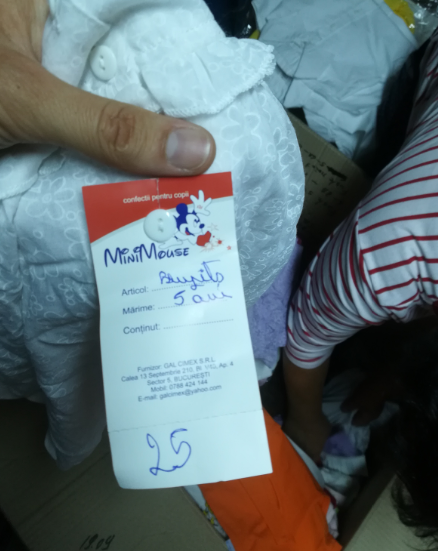 confecții pentru copii
MINIMOUSE
Articol: Bluziță
Mărime: 5 ani
Conținut:
Furnizor: GAL CIMEX S.R.L
Calea 13 Septembrie 210, Bl. Ap. 4
Sector 5, BUCUREȘTI
Mobil: 0788 424 144
E-mail: galcimex@yahoo.com
25